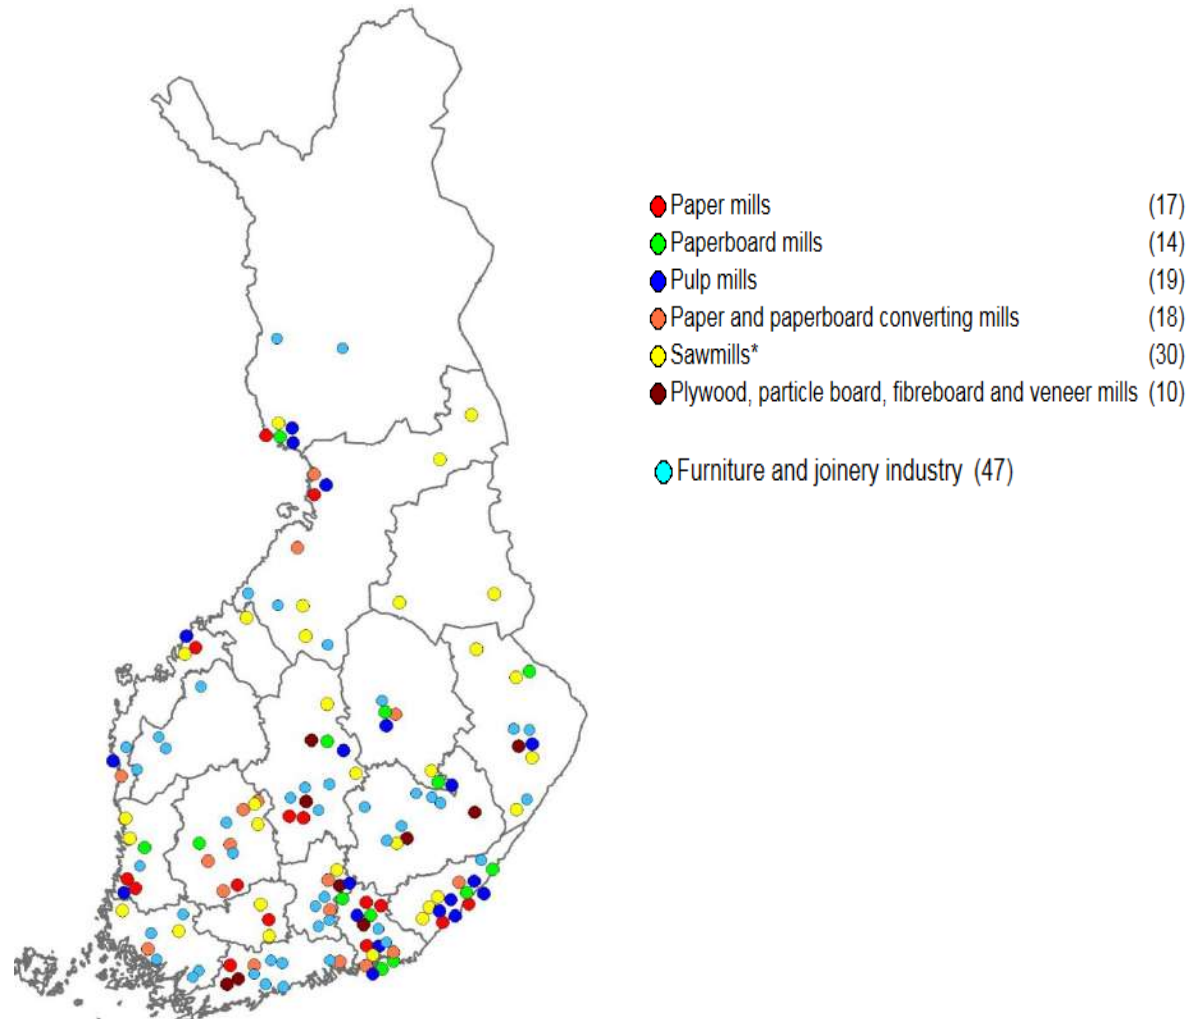 Paper mills (17)
Paperboard mills (14)
Pulp mills (19)
Paper and paperboard converting mills (18)
Sawmills* (30)
Plywood, particle board, fibreboard and veneer mills (10)
Furniture and joinery industry (47)